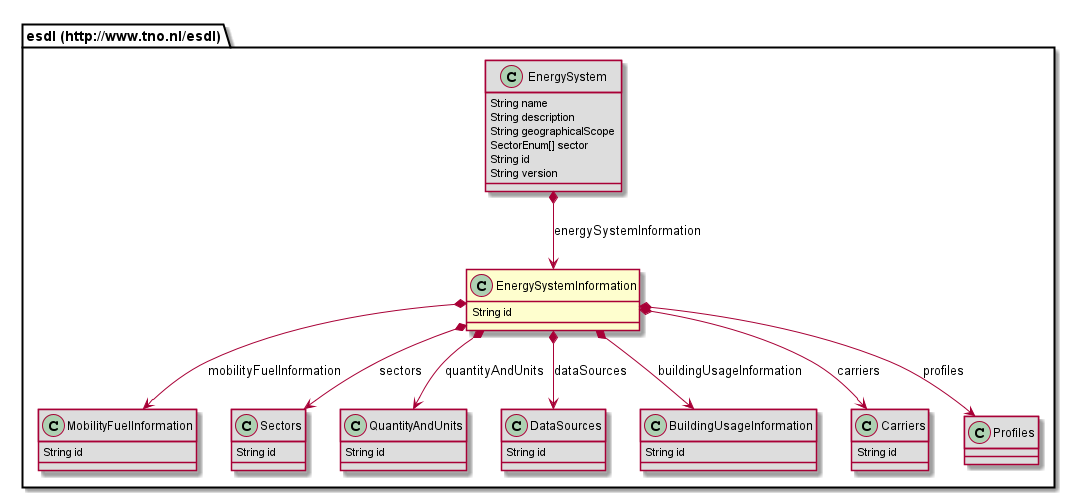 esdl (http://www.tno.nl/esdl)
C EnergySystem
String name
String description
String geographicalScope
SectorEnum[] sector
String id
String version
energySystemInformation
C EnergySystemInformation
String id
mobilityFuelInformation
sectors
quantityAndUnits
dataSources
buildingUsageInformation
carriers
profiles
C MobilityFuelInformation
String id
C Sectors
String id
C QuantityAndUnits
String id
C DataSources
String id
C BuildingUsageInformation
String id
C Carriers
String id
C Profiles